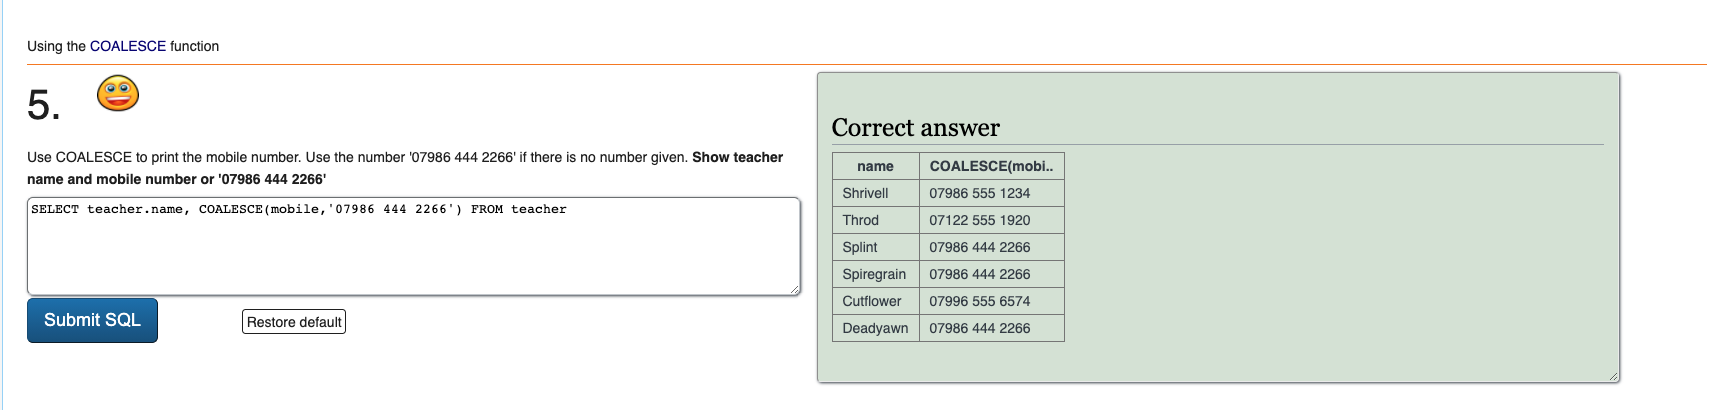 Using the COALESCE function
5.
Use COALESCE to print the mobile number. Use the number '07986 444 2266' if there is no number given. Show teacher
name and mobile number or '07986 444 2266'
SELECT teacher.name, COALESCE(mobile,'07986 444 2266') FROM teacher
Submit SQL
Restore default
Correct answer
name COALESCE(mobi..
Shrivell 07986 555 1234
Throd 07122 555 1920
Splint 07986 444 2266
Spiregrain 07986 444 2266
Cutflower 07996 555 6574
Deadyawn 07986 444 2266